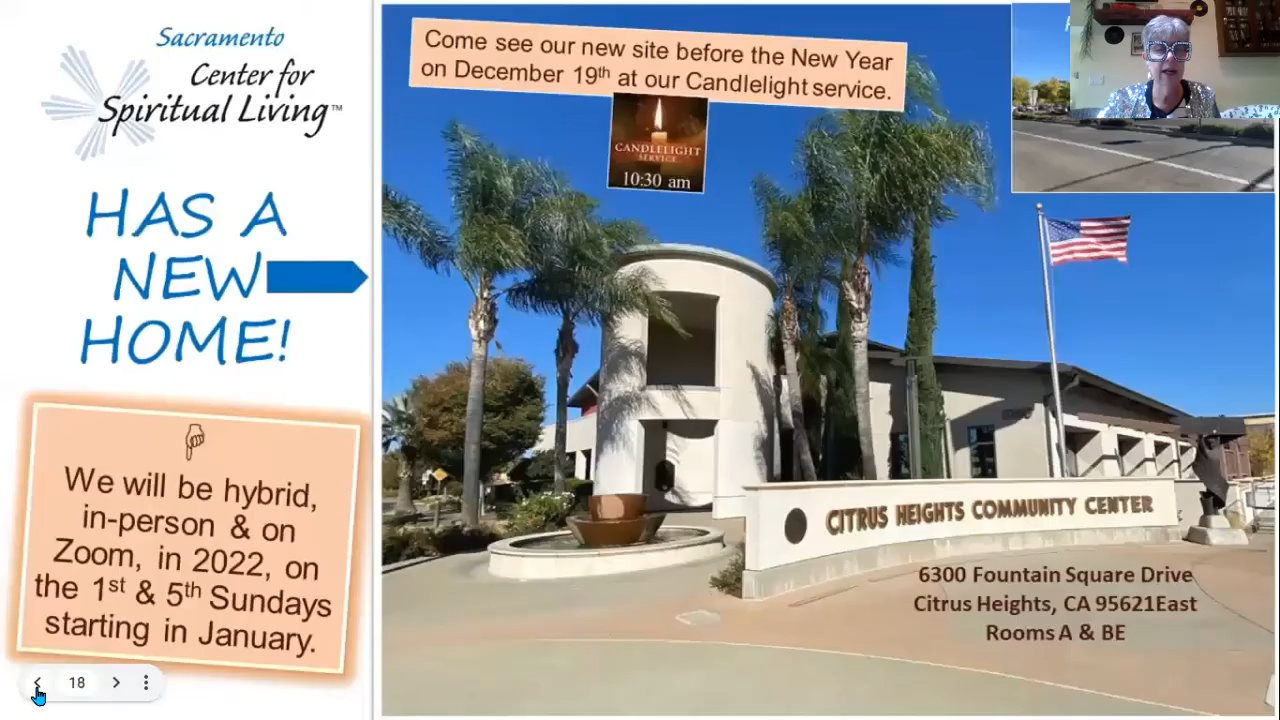 Sacramento
Center for
Spiritual Living™
HAS A
NEW
HOME!
We will be hybrid,
in-person & on
Zoom, in 2022, on
the 1st & 5th Sundays
starting in January.
18
Come see our new site before the New Year
on December 19th at our Candlelight service.
CANDLELIGHT
SERVICE
10:30 am
CITRUS HEIGHTS COMMUNITY CENTER
6300 Fountain Square Drive
Citrus Heights, CA 95621East
Rooms A & BE